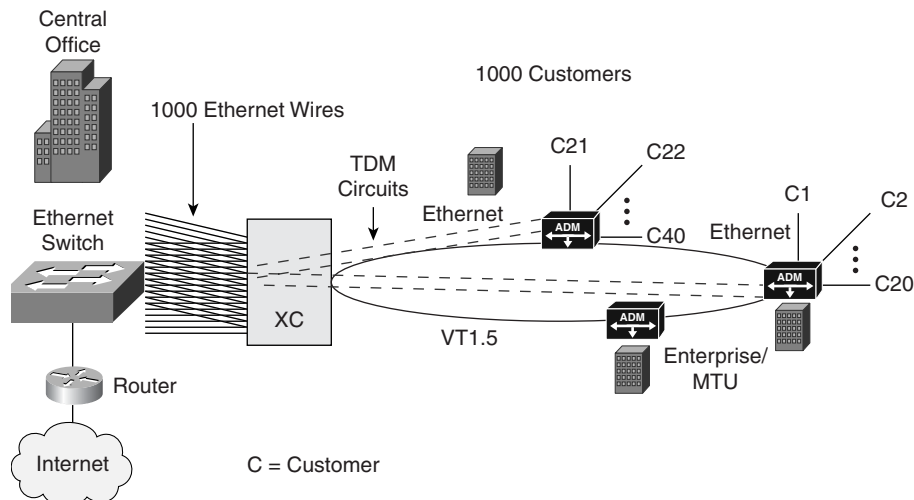 Central
Office
1000 Customers
1000 Ethernet Wires
C21
C22
TDM
Circuits
C1
C2
Ethernet
Ethernet
Switch
ADM
C40
Ethernet
ADM
C20
XC
ADM
VT1.5
Enterprise/
MTU
Router
Internet
C = Customer